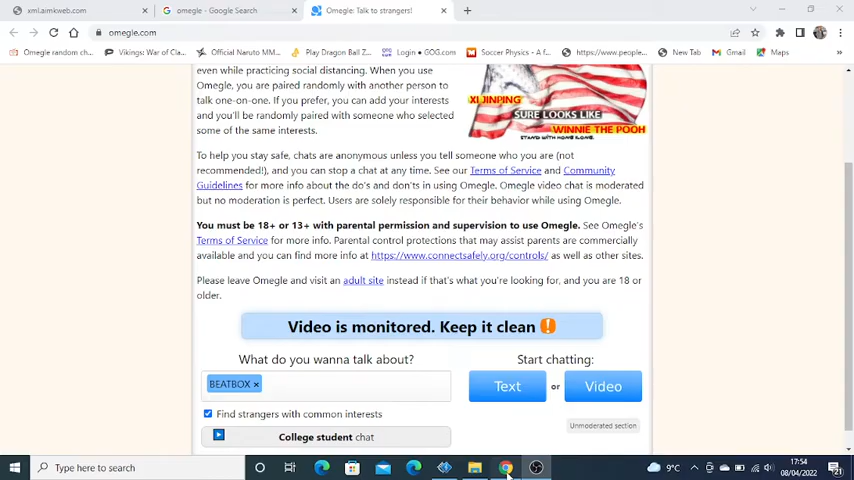 xml.aimkweb.com
omegle - Google Search
Omegle: Talk to strangers!
omegle.com
Omegle random ch...
Vikings: War of Cla...
Official Naruto MM...
Play Dragon Ball Z...
Login ● GOG.com
Soccer Physics - A f...
https://www.people...
New Tab
Gmail
Maps
»
even while practicing social distancing. When you use
Omegle, you are paired randomly with another person to
talk one-on-one. If you prefer, you can add your interests
and you'll be randomly paired with someone who selected
some of the same interests.
XI JINPING
SURE LOOKS LIKE
WINNIE THE POOH
STAND WITH HONG KONG
To help you stay safe, chats are anonymous unless you tell someone who you are (not
recommended!), and you can stop a chat at any time. See our Terms of Service and Community
Guidelines for more info about the do's and don'ts in using Omegle. Omegle video chat is moderated
but no moderation is perfect. Users are solely responsible for their behavior while using Omegle.
You must be 18+ or 13+ with parental permission and supervision to use Omegle. See Omegle's
Terms of Service for more info. Parental control protections that may assist parents are commercially
available and you can find more info at https://www.connectsafely.org/controls/ as well as other sites.
Please leave Omegle and visit an adult site instead if that's what you're looking for, and you are 18 or
older.
Video is monitored. Keep it clean !
What do you wanna talk about?
Start chatting:
BEATBOX ×
Text or Video
Find strangers with common interests
Unmoderated section
College student chat
Type here to search
9°C
17:54
08/04/2022
21